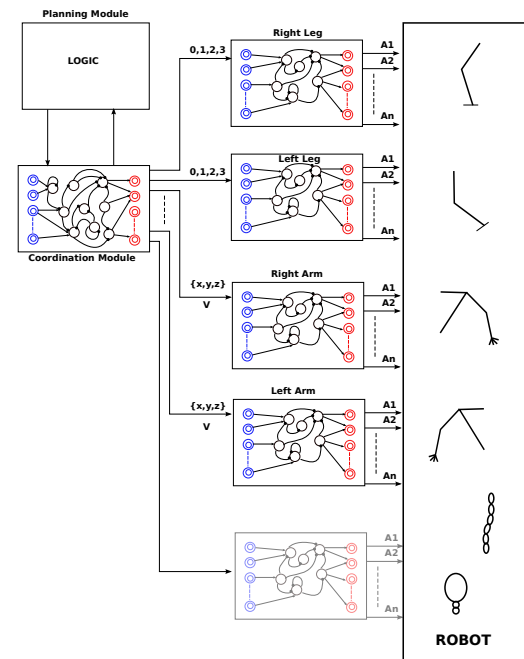 Planning Module
LOGIC
Coordination Module
0,1,2,3
Right Leg
A1
A2
An
0,1,2,3
Left Leg
A1
A2
An
{x,y,z}
V
Right Arm
A1
A2
An
{x,y,z}
V
Left Arm
A1
A2
An
A1
A2
An
ROBOT